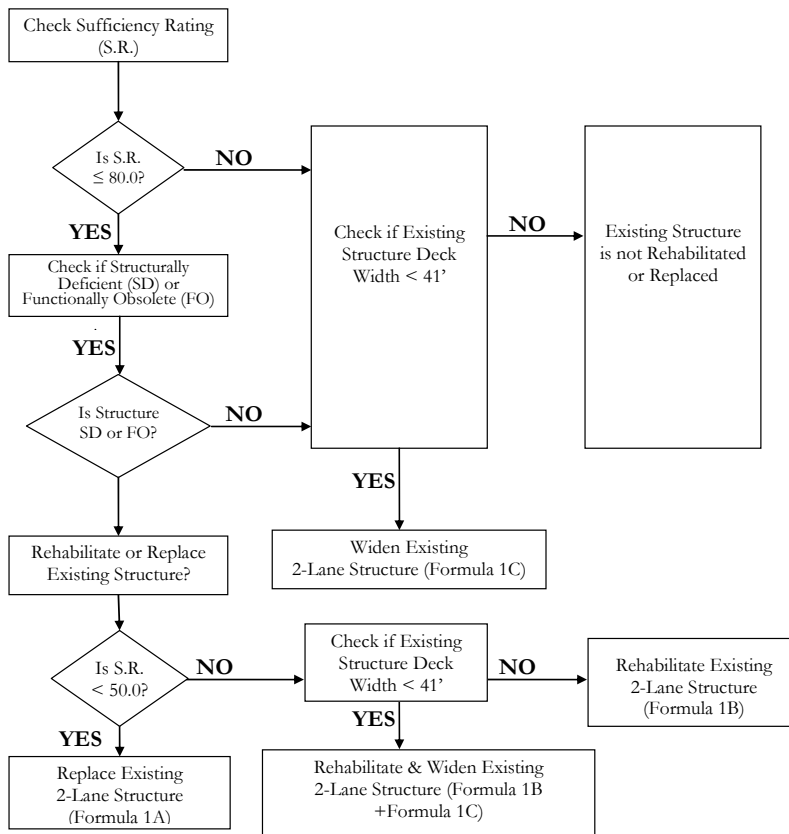 Check Sufficiency Rating
(S.R.)
Is S.R.
≤ 80.0?
NO
YES
Check if Structurally
Deficient (SD) or
Functionally Obsolete (FO)
YES
Is Structure
SD or FO?
NO
Check if Existing
Structure Deck
Width < 41’
NO
Existing Structure
is not Rehabilitated
or Replaced
YES
Widen Existing
2-Lane Structure (Formula 1C)
Rehabilitate or Replace
Existing Structure?
Is S.R.
< 50.0?
NO
Check if Existing
Structure Deck
Width < 41’
NO
Rehabilitate Existing
2-Lane Structure
(Formula 1B)
YES
Replace Existing
2-Lane Structure
(Formula 1A)
YES
Rehabilitate & Widen Existing
2-Lane Structure (Formula 1B
+Formula 1C)